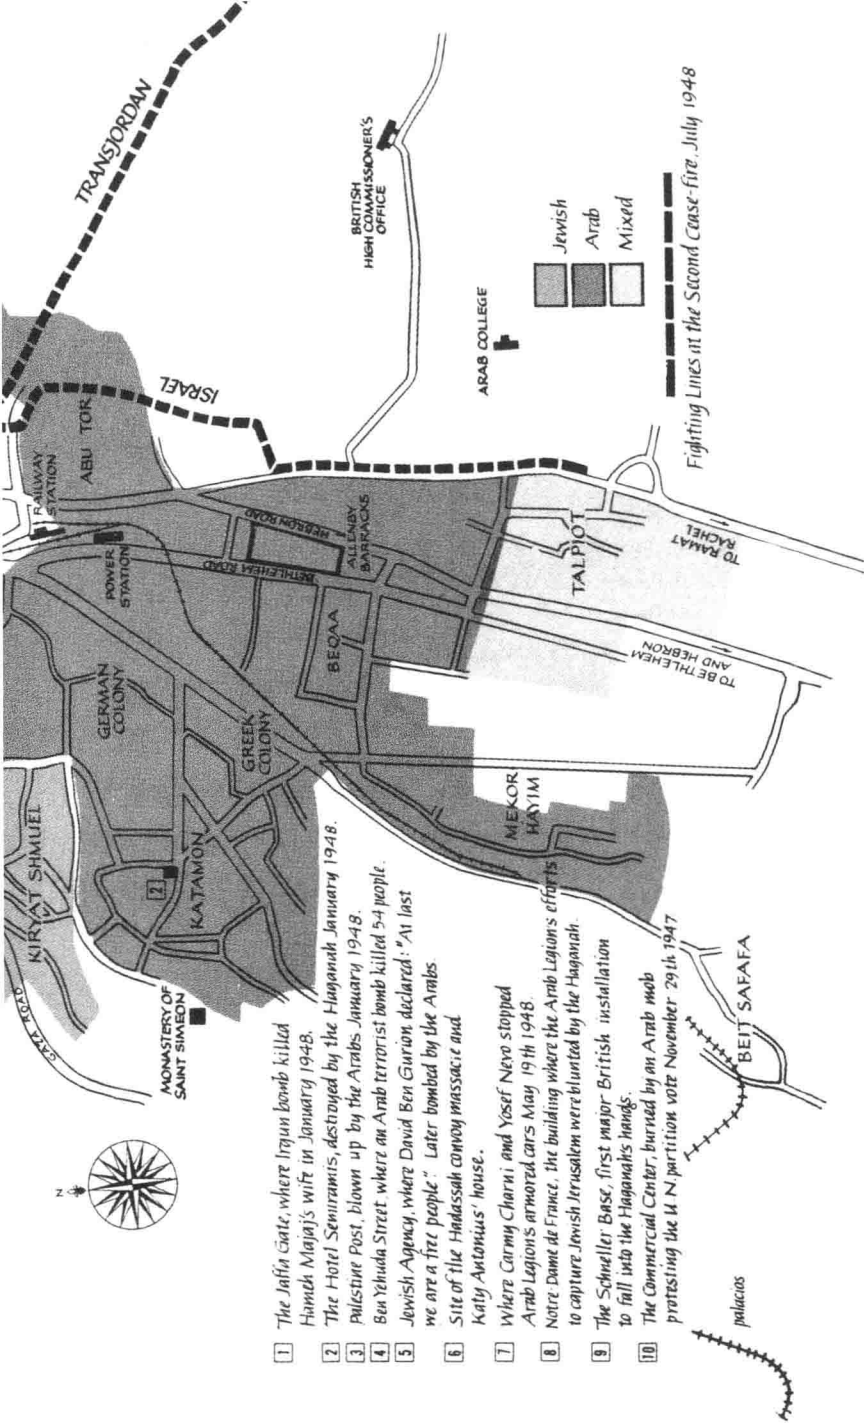 TRANSJORDAN
ISRAEL
BRITISH
HIGH COMMISSIONER'S
OFFICE
ARAB COLLEGE
Jewish
Arab
Mixed
Fighting Lines at the Second Cease-fire, July 1948
RAILWAY
STATION
ABU TOR
POWER
STATION
HEBRON ROAD
BETHLEHEM ROAD
ALLENBY
BARRACKS
BEQAA
TALPIOT
TO RAMAT
RACHEL
TO BETHLEHEM
AND HEBRON
GERMAN
COLONY
GREEK
COLONY
KIRYAT SHMUEL
KATAMON
2
MEKOR
HAYIM
GAZA ROAD
MONASTERY OF
SAINT SIMEON
BEIT SAFAFA
N
1 The Jaffa Gate, where Irgun bomb killed
Hameh Majaj's wife in January 1948.
2 The Hotel Semiramis, destroyed by the Haganah January 1948.
3 Palestine Post, blown up by the Arabs January 1948.
4 Ben Yehuda Street where an Arab terrorist bomb killed 54 people.
5 Jewish Agency, where David Ben Gurion declared: "At last
we are a free people". Later bombed by the Arabs.
6 Site of the Hadassah convoy massacre and
Katy Antonius' house.
7 Where Carmy Charni and Yosef Nevo stopped
Arab Legion's armored cars May 19th 1948.
8 Notre-Dame de France, the building where the Arab Legion's efforts
to capture Jewish Jerusalem were blunted by the Haganah.
9 The Schneller Base, first major British installation
to fall into the Haganah's hands.
10 The Commercial Center, burned by an Arab mob
protesting the U.N. partition vote November 29th 1947
palacios